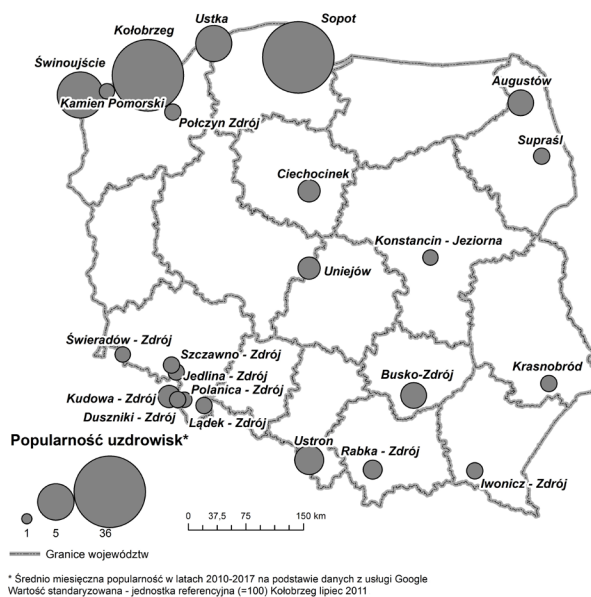 Ustka
Sopot
Kołobrzeg
Świnoujście
Kamien Pomorski
Połczyn Zdrój
Augustów
Supraśl
Ciechocinek
Konstancin - Jeziorna
Uniejów
Świeradów - Zdrój
Szczawno - Zdrój
Jedlina - Zdrój
Kudowa - Zdrój
Polanica - Zdrój
Duszniki - Zdrój
Lądek - Zdrój
Busko-Zdrój
Krasnobród
Ustron
Rabka - Zdrój
Iwonicz - Zdrój
Popularność uzdrowisk*
1 5 36
0 37,5 75 150 km
Granice województw
* Średnio miesięczna popularność w latach 2010-2017 na podstawie danych z usługi Google
Wartość standaryzowana - jednostka referencyjna (=100) Kołobrzeg lipiec 2011